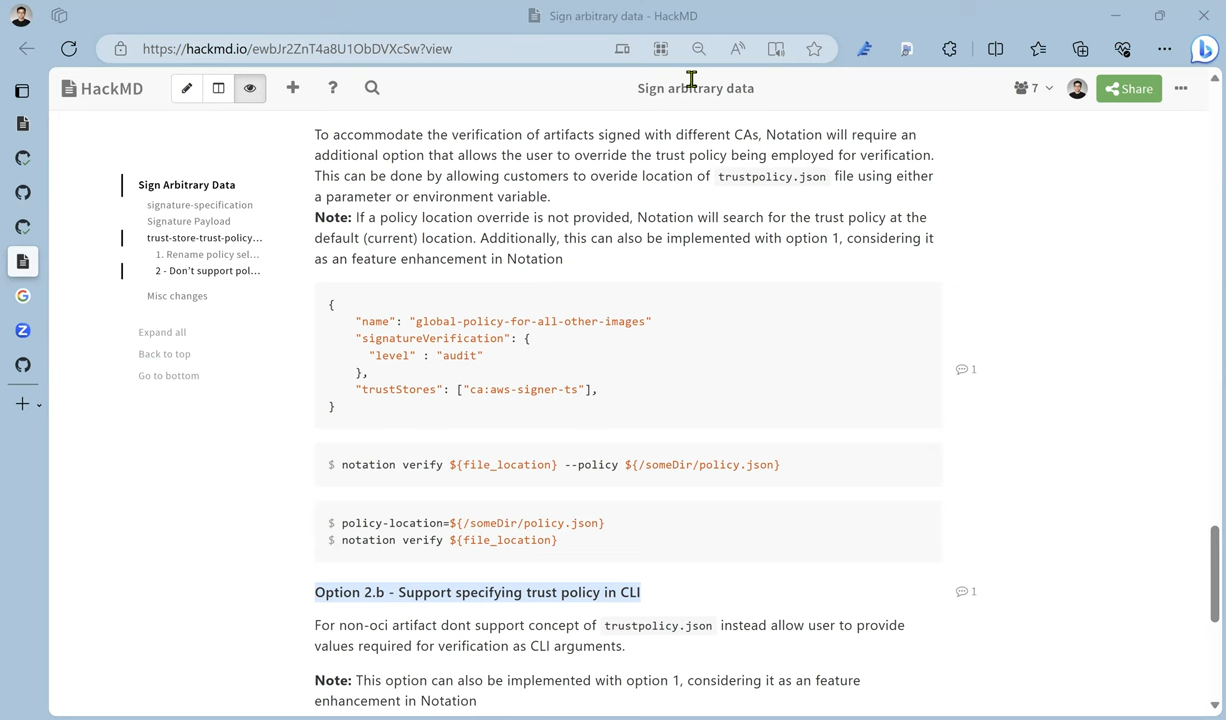 Sign arbitrary data - HackMD
https://hackmd.io/ewbJr2ZnT4a8U1ObDVXcSw?view
HackMD
Sign arbitrary data
7
Share
Sign Arbitrary Data
signature-specification
Signature Payload
trust-store-trust-policy...
1. Rename policy sel...
2 - Don't support pol...
Misc changes
Expand all
Back to top
Go to bottom
To accommodate the verification of artifacts signed with different CAs, Notation will require an
additional option that allows the user to override the trust policy being employed for verification.
This can be done by allowing customers to overide location of trustpolicy.json file using either
a parameter or environment variable.
Note: If a policy location override is not provided, Notation will search for the trust policy at the
default (current) location. Additionally, this can also be implemented with option 1, considering it
as an feature enhancement in Notation
{
"name": "global-policy-for-all-other-images"
"signatureVerification": {
"level" : "audit"
},
"trustStores": ["ca:aws-signer-ts"],
}
1
$ notation verify ${file_location} --policy ${/someDir/policy.json}
$ policy-location=${/someDir/policy.json}
$ notation verify ${file_location}
Option 2.b - Support specifying trust policy in CLI
1
For non-oci artifact dont support concept of trustpolicy.json instead allow user to provide
values required for verification as CLI arguments.
Note: This option can also be implemented with option 1, considering it as an feature
enhancement in Notation